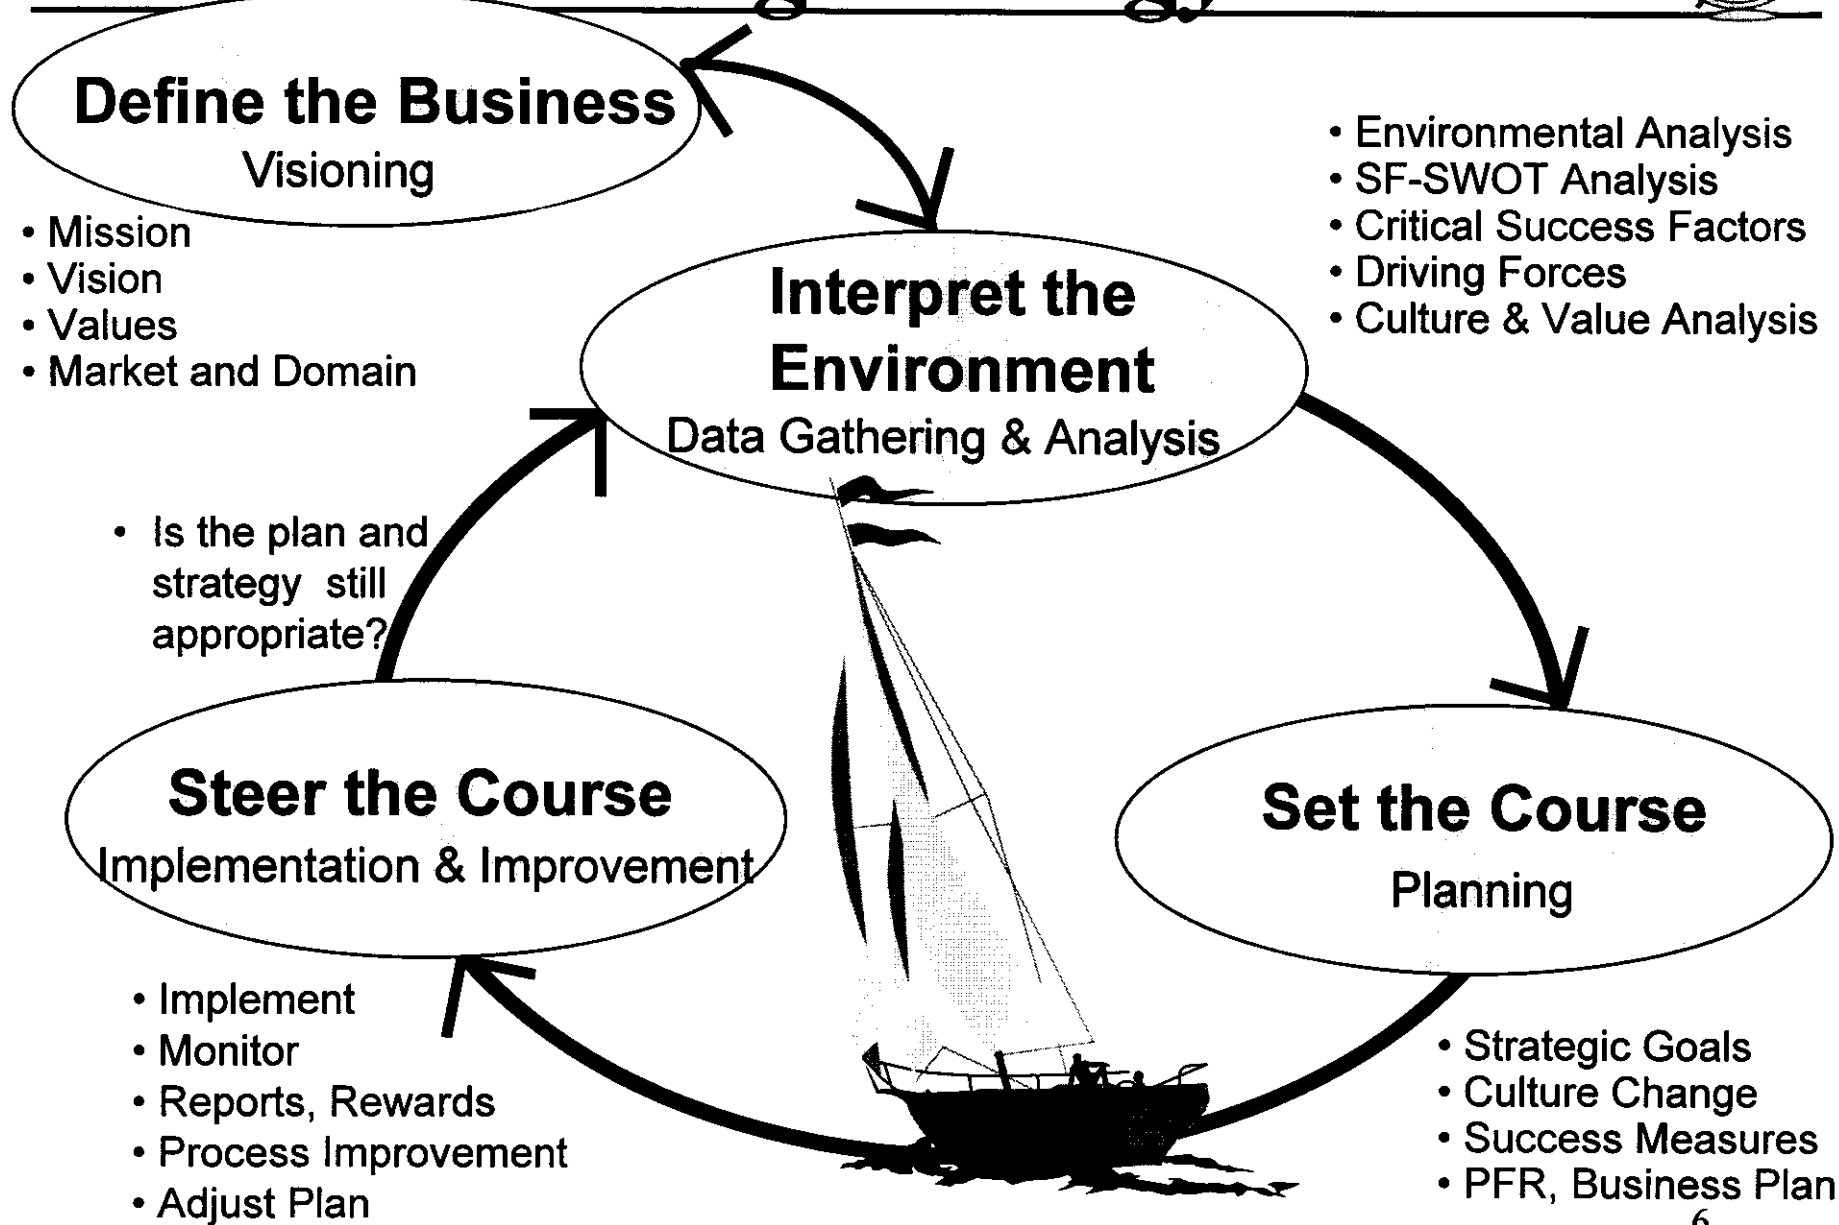 Define the Business
Visioning
• Mission
• Vision
• Values
• Market and Domain
Interpret the
Environment
Data Gathering & Analysis
• Environmental Analysis
• SF-SWOT Analysis
• Critical Success Factors
• Driving Forces
• Culture & Value Analysis
• Is the plan and
strategy still
appropriate?
Steer the Course
Implementation & Improvement
Set the Course
Planning
• Implement
• Monitor
• Reports, Rewards
• Process Improvement
• Adjust Plan
• Strategic Goals
• Culture Change
• Success Measures
• PFR, Business Plan
6